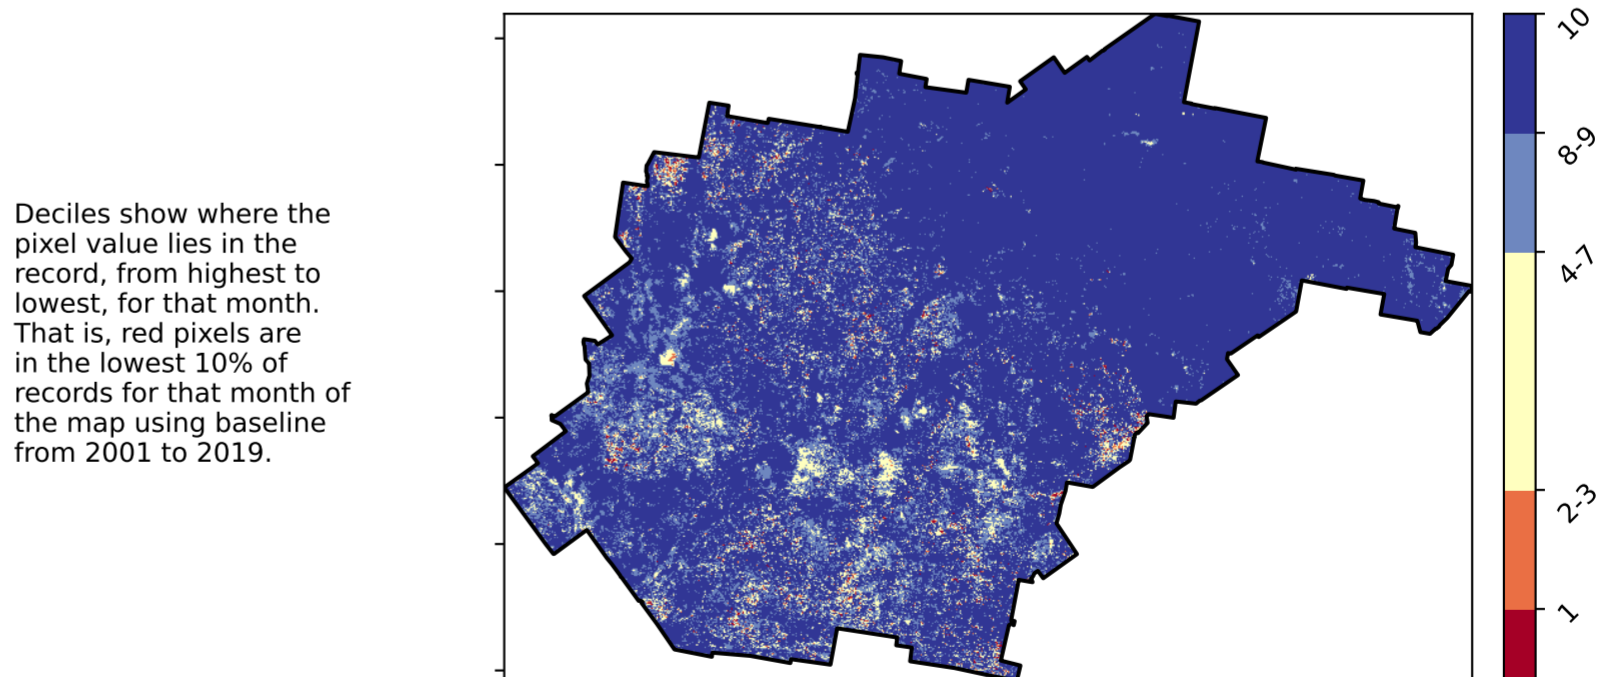 Deciles show where the
pixel value lies in the
record, from highest to
lowest, for that month.
That is, red pixels are
in the lowest 10% of
records for that month of
the map using baseline
from 2001 to 2019.
10
8-9
4-7
2-3
1